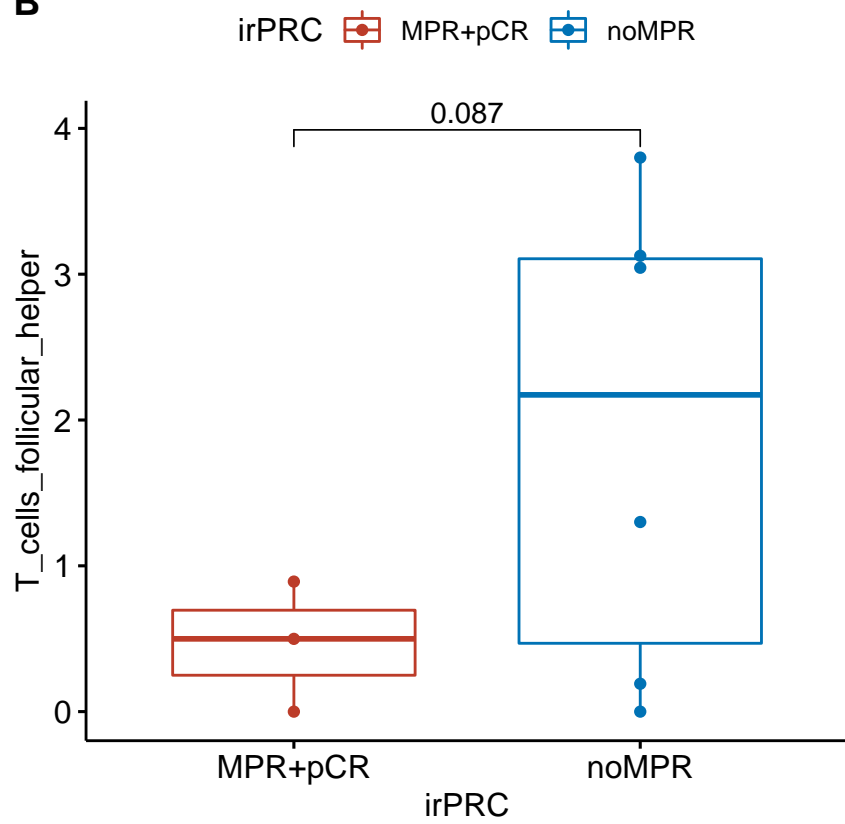 B
irPRC MPR+pCR noMPR
0.087
4
3
2
1
0
T_cells_follicular_helper
MPR+pCR noMPR
irPRC